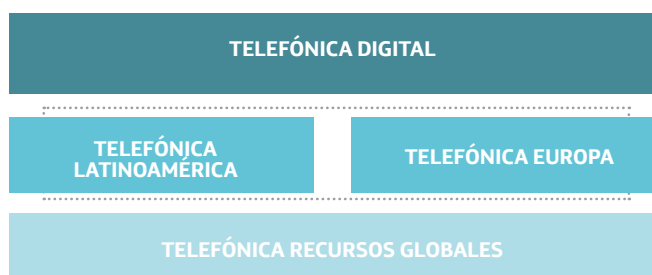 TELEFÓNICA DIGITAL
TELEFÓNICA
LATINOAMÉRICA
TELEFÓNICA EUROPA
TELEFÓNICA RECURSOS GLOBALES